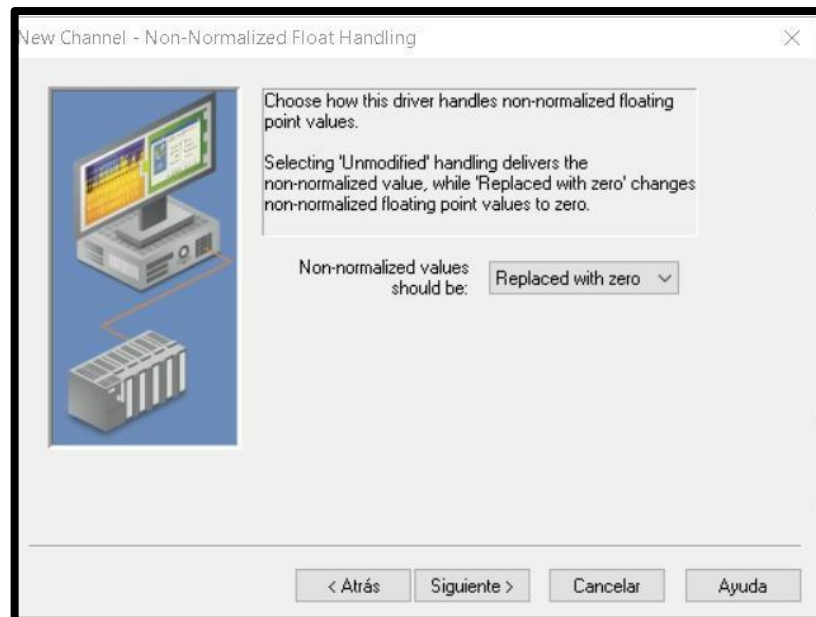 New Channel - Non-Normalized Float Handling
Choose how this driver handles non-normalized floating
point values.
Selecting 'Unmodified' handling delivers the
non-normalized value, while 'Replaced with zero' changes
non-normalized floating point values to zero.
Non-normalized values
should be:
Replaced with zero
< Atrás
Siguiente >
Cancelar
Ayuda